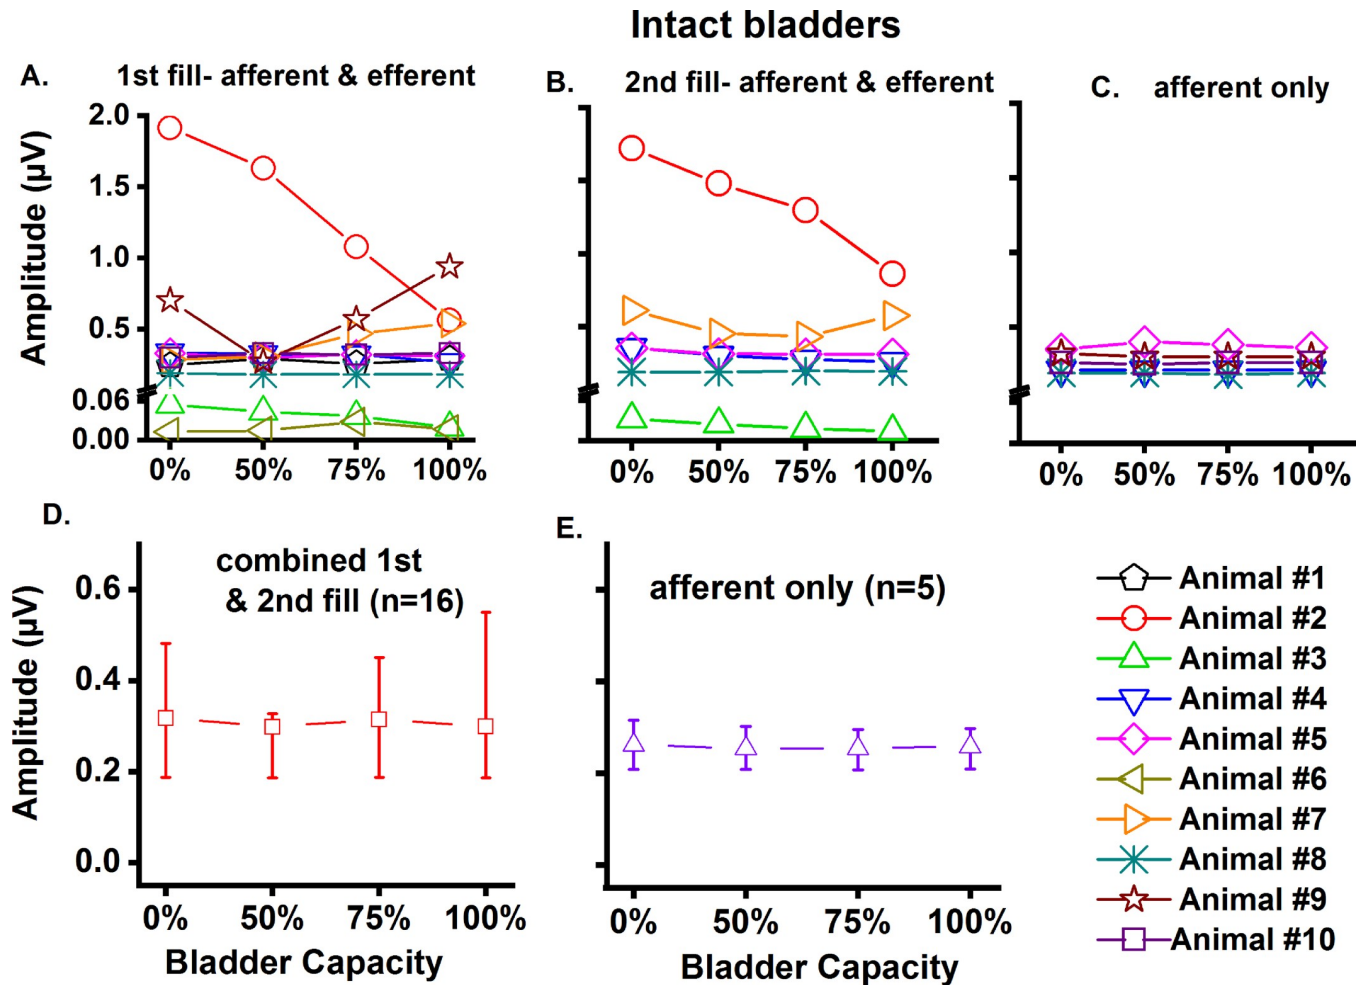 Intact bladders
A. 1st fill- afferent & efferent
B. 2nd fill- afferent & efferent
C. afferent only
Amplitude (µV)
2.0
1.5
1.0
0.5
0.06
0.00
0% 50% 75% 100%
0% 50% 75% 100%
0% 50% 75% 100%
D.
combined 1st
& 2nd fill (n=16)
Amplitude (µV)
0.6
0.4
0.2
0.0
0% 50% 75% 100%
Bladder Capacity
E.
afferent only (n=5)
0% 50% 75% 100%
Bladder Capacity
Animal #1
Animal #2
Animal #3
Animal #4
Animal #5
Animal #6
Animal #7
Animal #8
Animal #9
Animal #10